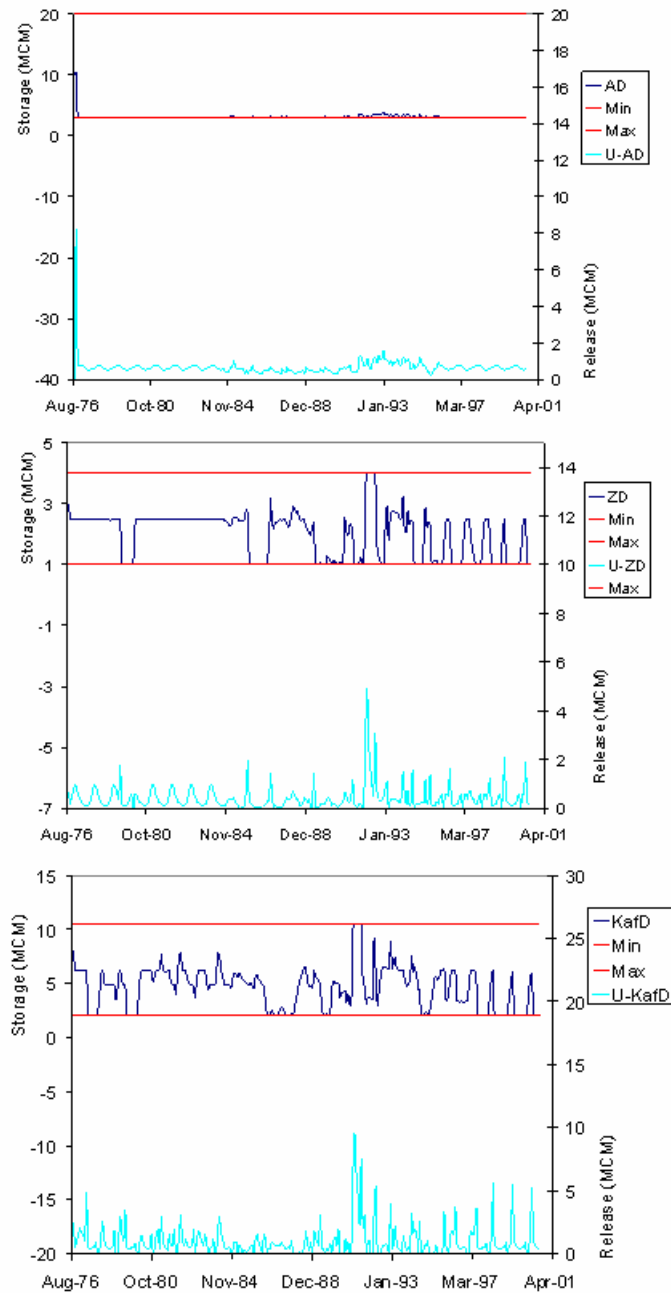 20
20
18
10
16
AD
Storage (MCM)
Min
14
0
Max
12
U-AD
-10
10
8
-20
6
4
-30
2
Release (MCM)
-40
0
Aug-76 Oct-80 Nov-84 Dec-88 Jan-93 Mar-97 Apr-01
5
14
3
12
ZD
Storage (MCM)
Min
1
10
Max
U-ZD
-1
8
Max
6
-3
4
-5
2
Release (MCM)
-7
0
Aug-76 Oct-80 Nov-84 Dec-88 Jan-93 Mar-97 Apr-01
15
30
10
25
KafD
Storage (MCM)
Min
5
20
Max
0
U-KafD
15
-5
10
-10
5
-15
Release (MCM)
-20
0
Aug-76 Oct-80 Nov-84 Dec-88 Jan-93 Mar-97 Apr-01